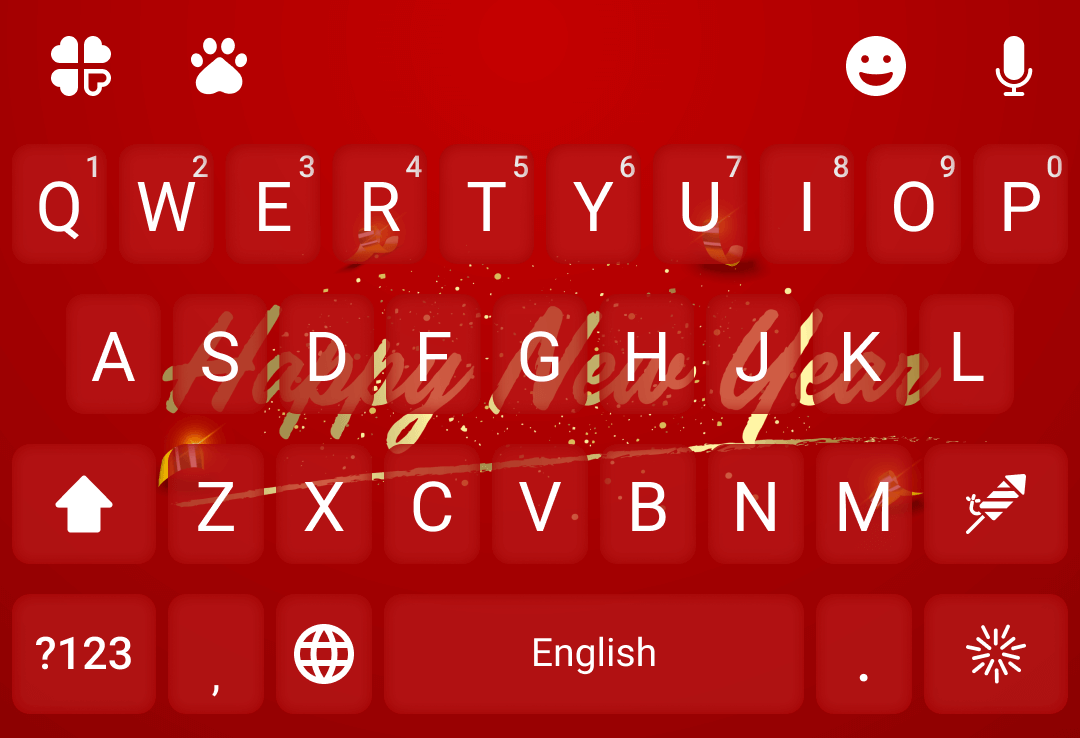 1 2 3 4 5 6 7 8 9 0
Q W E R T Y U I O P
Happy New Year
A S D F G H J K L
Z X C V B N M
?123 , English .